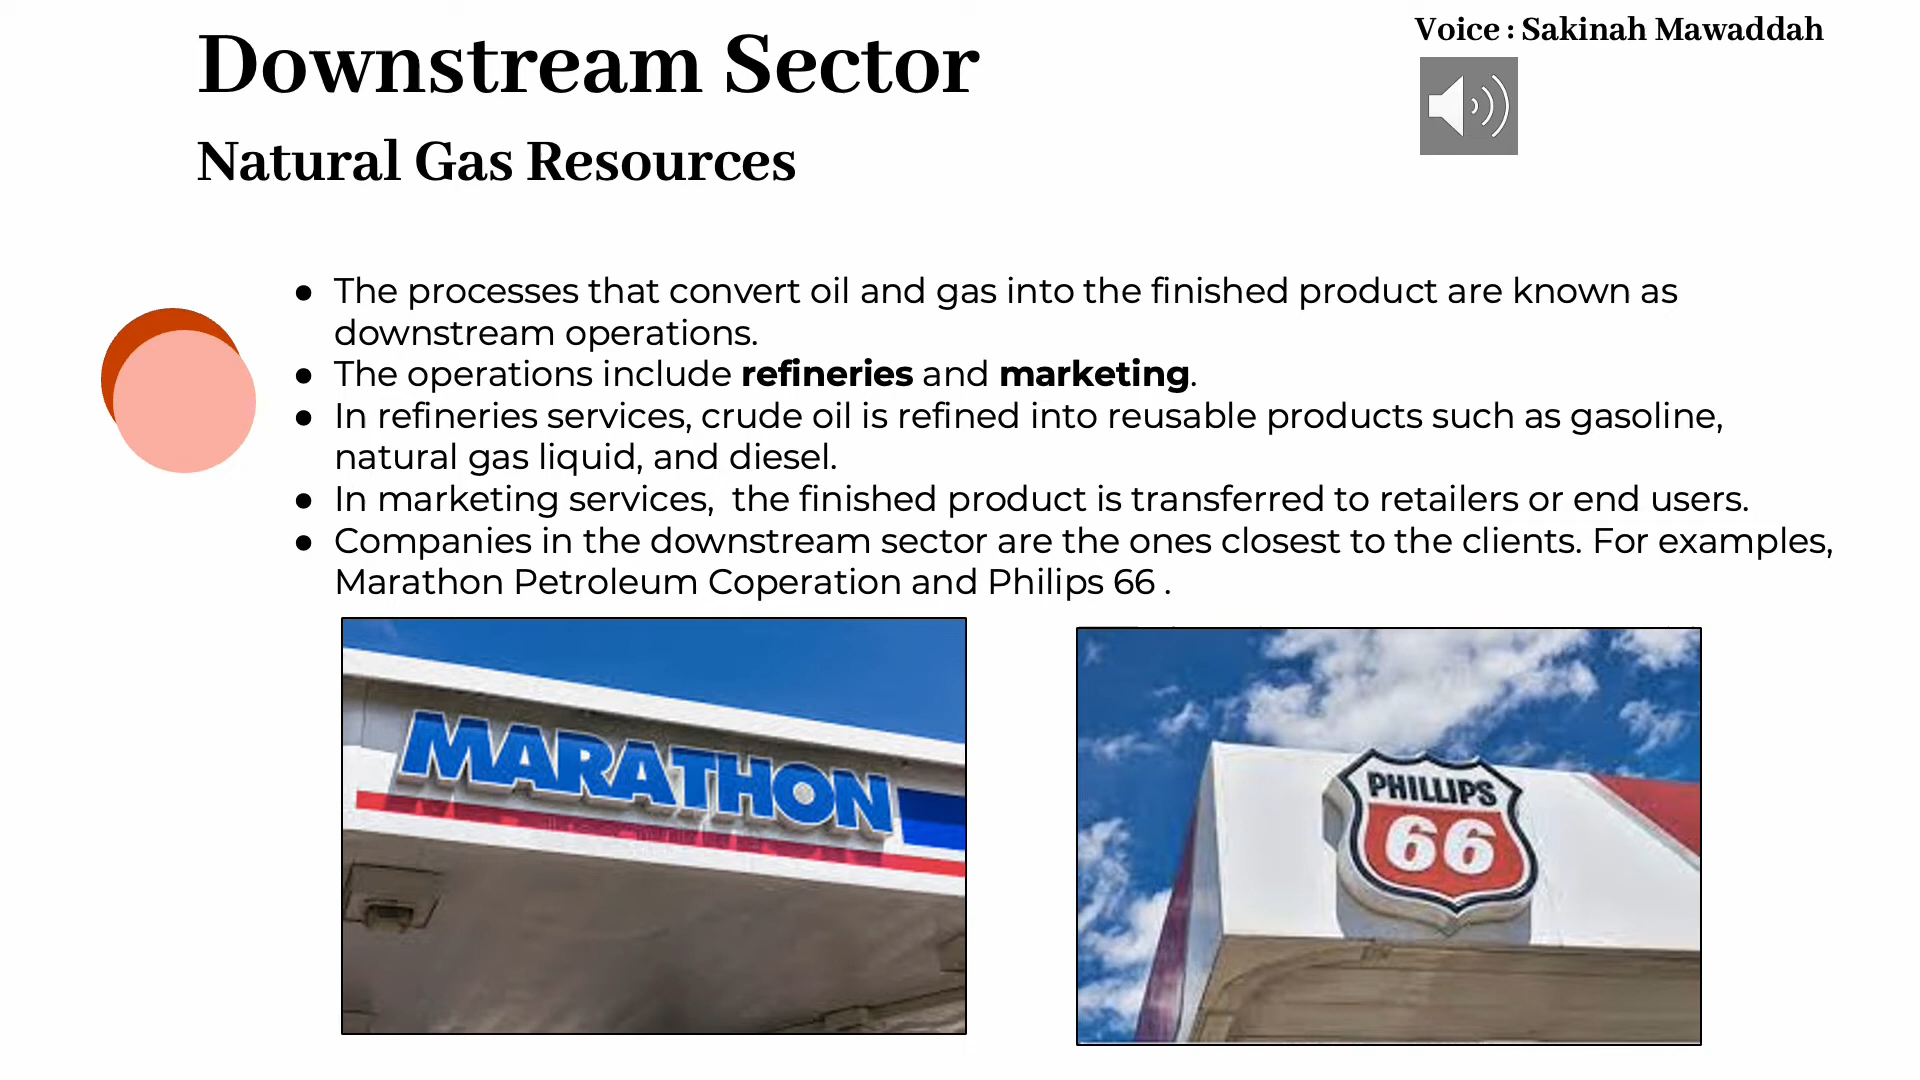 Voice : Sakinah Mawaddah
Downstream Sector
Natural Gas Resources
● The processes that convert oil and gas into the finished product are known as
downstream operations.
● The operations include refineries and marketing.
● In refineries services, crude oil is refined into reusable products such as gasoline,
natural gas liquid, and diesel.
● In marketing services,  the finished product is transferred to retailers or end users.
● Companies in the downstream sector are the ones closest to the clients. For examples,
Marathon Petroleum Coperation and Philips 66 .
MARATHON
PHILLIPS
66